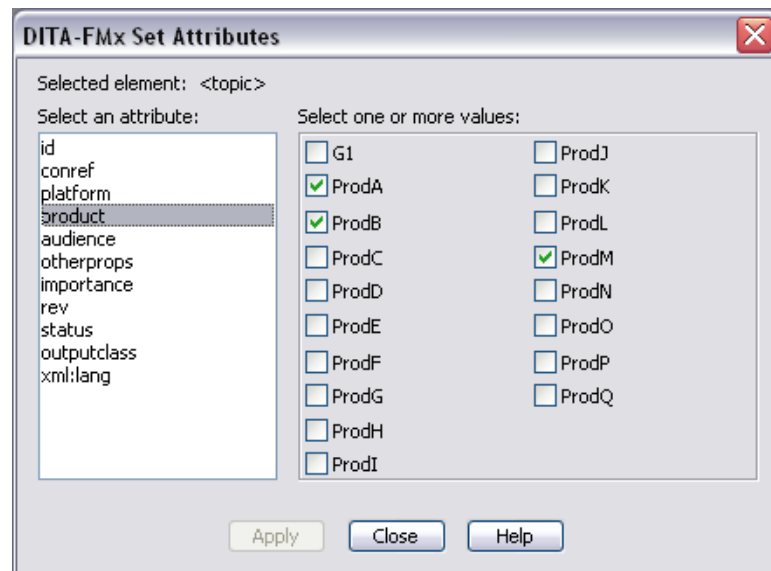 DITA-FMx Set Attributes
Selected element: <topic>
Select an attribute:
id
conref
platform
product
audience
otherprops
importance
rev
status
outputclass
xml:lang
Select one or more values:
G1
ProdA
ProdB
ProdC
ProdD
ProdE
ProdF
ProdG
ProdH
ProdI
ProdJ
ProdK
ProdL
ProdM
ProdN
ProdO
ProdP
ProdQ
Apply
Close
Help